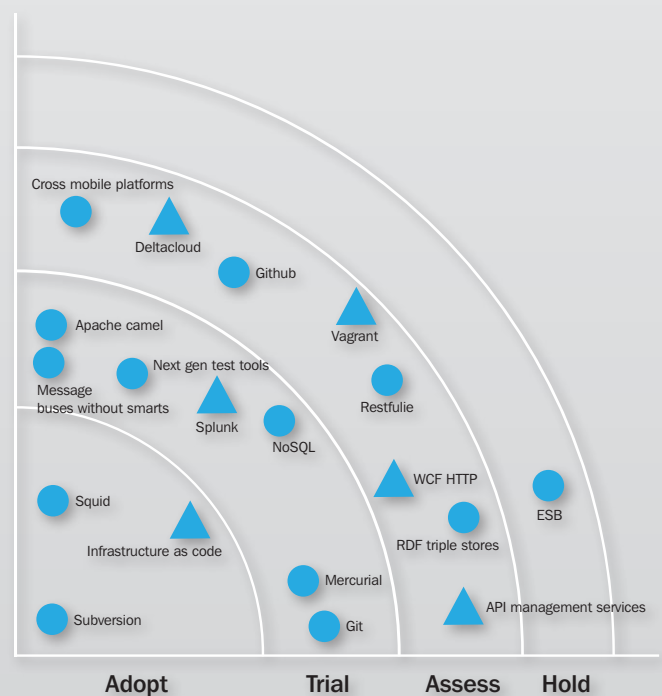 Cross mobile platforms
Deltacloud
Github
Apache camel
Vagrant
Next gen test tools
Message
buses without smarts
Restfulie
Splunk
NoSQL
WCF HTTP
Squid
ESB
RDF triple stores
Infrastructure as code
Mercurial
API management services
Subversion
Git
Adopt
Trial
Assess
Hold